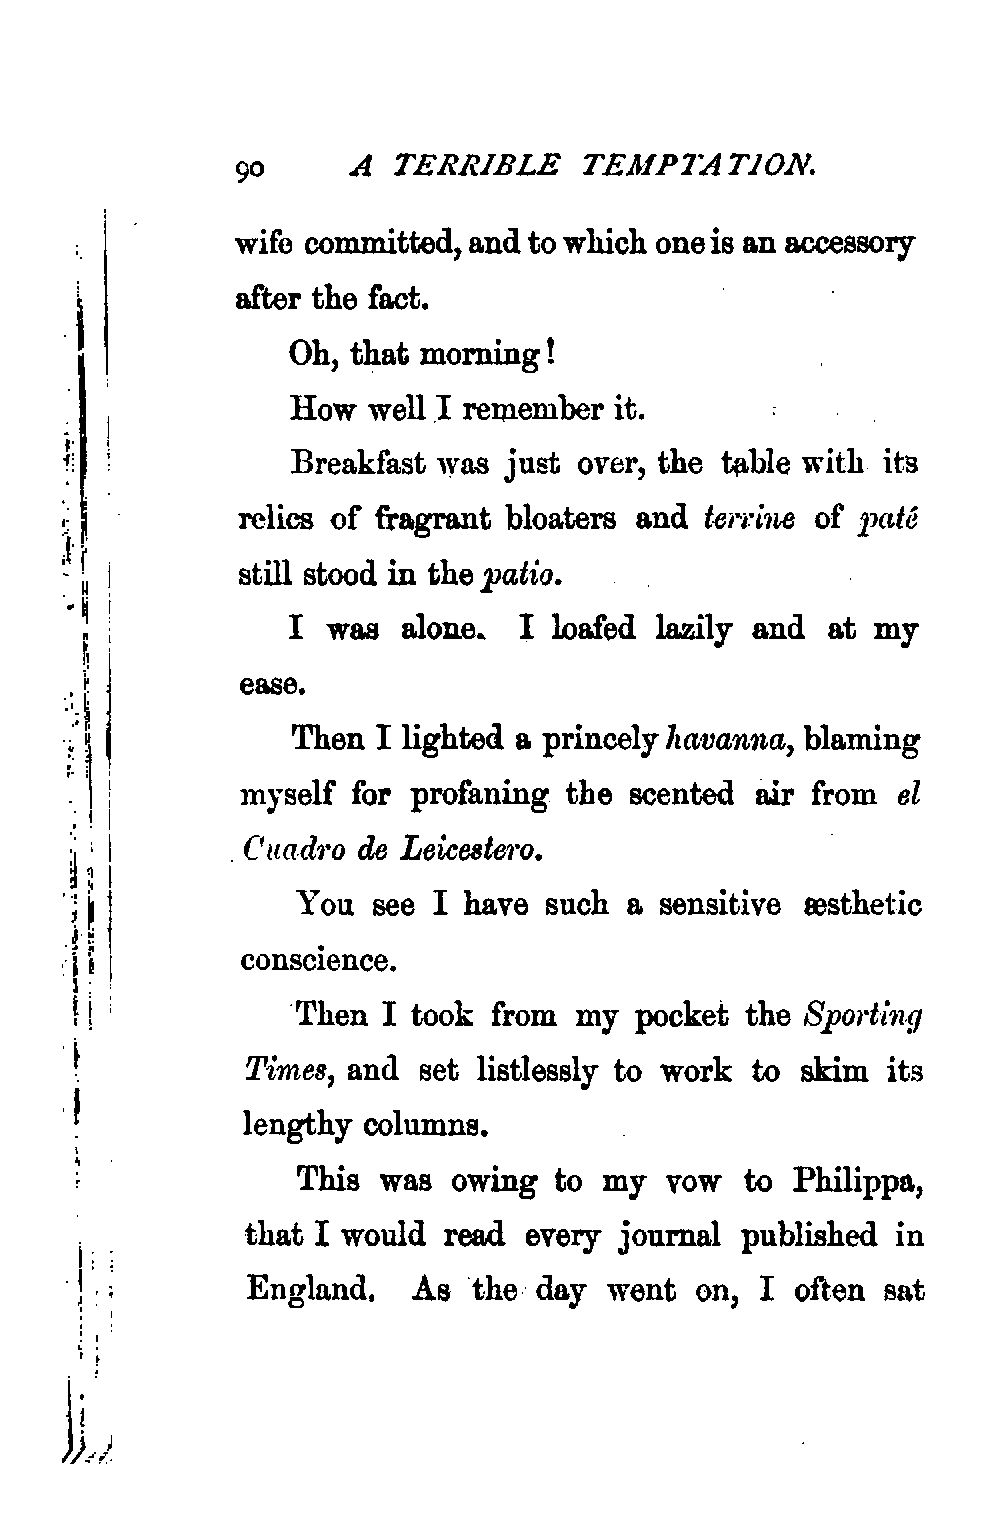 90 A TERRIBLE TEMPTATION.
wife committed, and to which one is an accessory
after the fact.
Oh, that morning!
How well I remember it.
Breakfast was just over, the table with its
relics of fragrant bloaters and terrine of paté
still stood in the patio.
I was alone. I loafed lazily and at my
ease.
Then I lighted a princely havanna, blaming
myself for profaning the scented air from el
Cuadro de Leicestero.
You see I have such a sensitive æsthetic
conscience.
Then I took from my pocket the Sporting
Times, and set listlessly to work to skim its
lengthy columns.
This was owing to my vow to Philippa,
that I would read every journal published in
England. As the day went on, I often sat